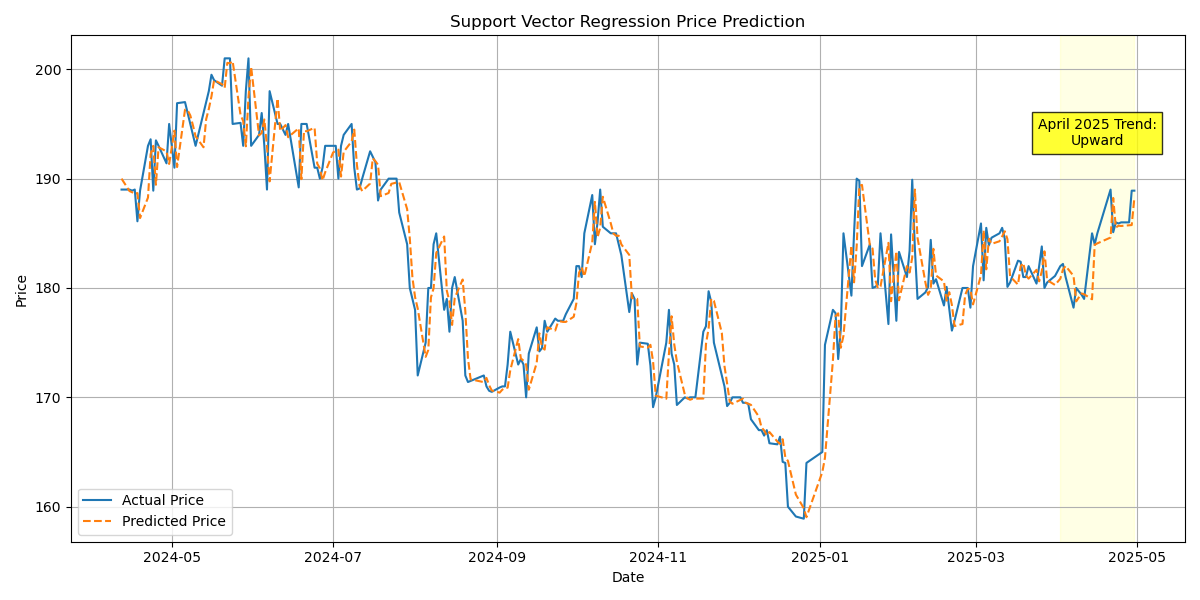 Support Vector Regression Price Prediction
200
190
180
170
160
Price
April 2025 Trend:
Upward
Actual Price
Predicted Price
2024-05
2024-07
2024-09
2024-11
2025-01
2025-03
2025-05
Date